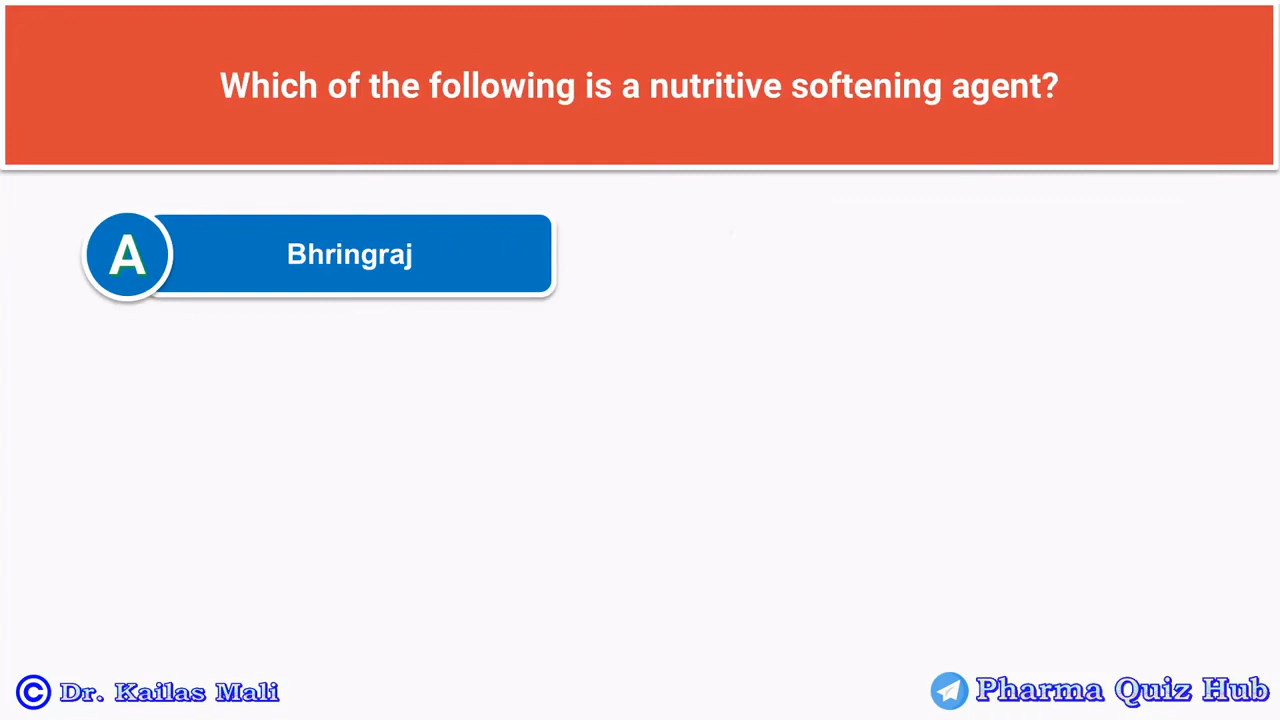 Which of the following is a nutritive softening agent?
A
Bhringraj
© Dr. Kailas Mali
Pharma Quiz Hub